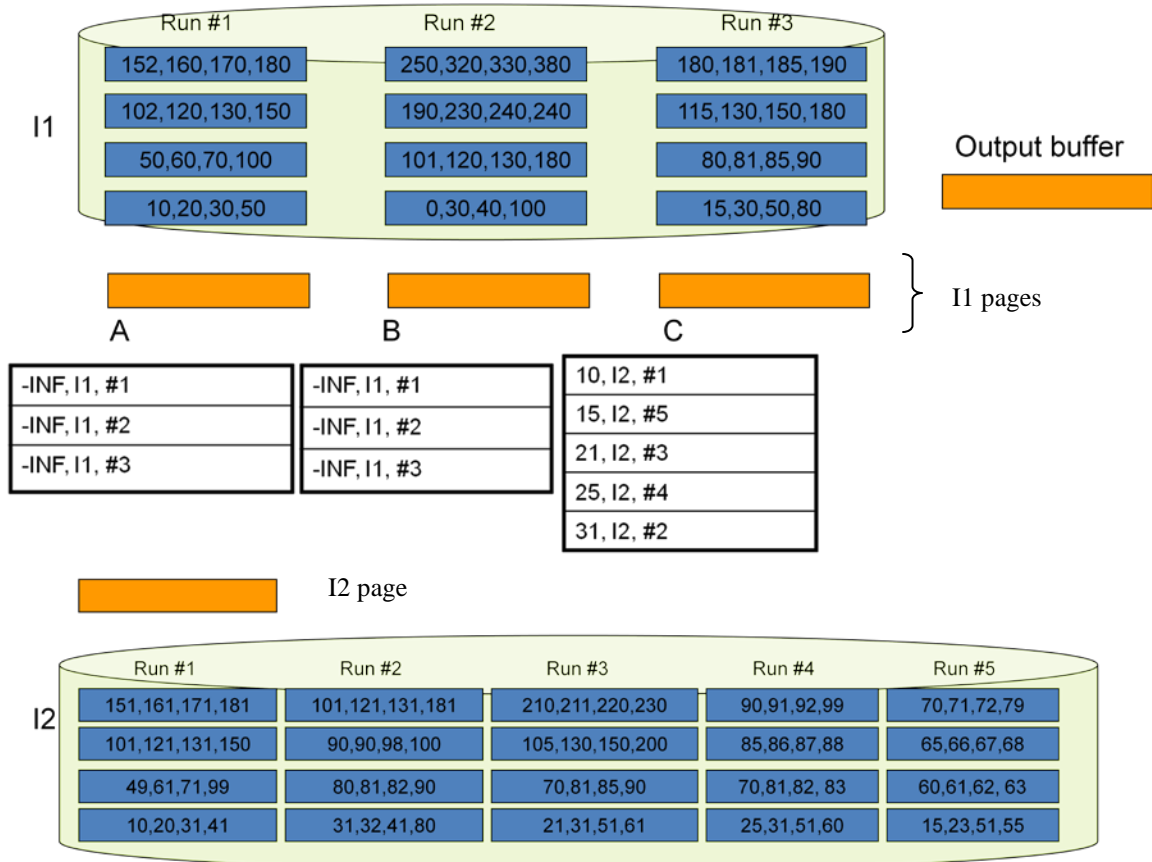 Run #1 Run #2 Run #3
152,160,170,180 250,320,330,380 180,181,185,190
102,120,130,150 190,230,240,240 115,130,150,180
I1
50,60,70,100 101,120,130,180 80,81,85,90
Output buffer
10,20,30,50 0,30,40,100 15,30,50,80
I1 pages
A B C
-INF, I1, #1 -INF, I1, #1 10, I2, #1
-INF, I1, #2 -INF, I1, #2 15, I2, #5
-INF, I1, #3 -INF, I1, #3 21, I2, #3
25, I2, #4
31, I2, #2
I2 page
Run #1 Run #2 Run #3 Run #4 Run #5
I2
151,161,171,181 101,121,131,181 210,211,220,230 90,91,92,99 70,71,72,79
101,121,131,150 90,90,98,100 105,130,150,200 85,86,87,88 65,66,67,68
49,61,71,99 80,81,82,90 70,81,85,90 70,81,82, 83 60,61,62, 63
10,20,31,41 31,32,41,80 21,31,51,61 25,31,51,60 15,23,51,55